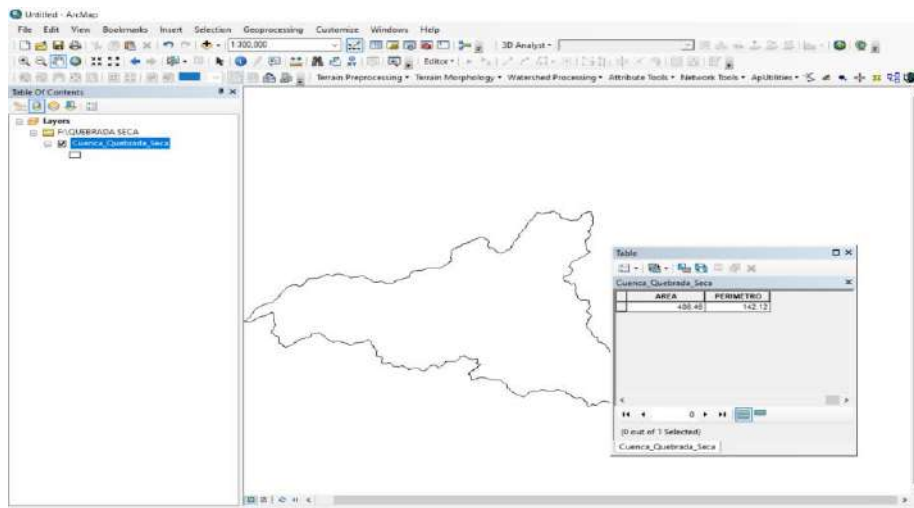 Untitled - ArcMap
File Edit View Bookmarks Insert Selection Geoprocessing Customize Windows Help
1:300,000
3D Analyst
Editor
Terrain Preprocessing Terrain Morphology Watershed Processing Attribute Tools Network Tools ApUtilities
Table Of Contents
Layers
F:\QUEBRADA SECA
Cuenca_Quebrada_Seca
Table
Cuenca_Quebrada_Seca
AREA PERIMETRO
142.12
0
(0 out of 1 Selected)
Cuenca_Quebrada_Seca